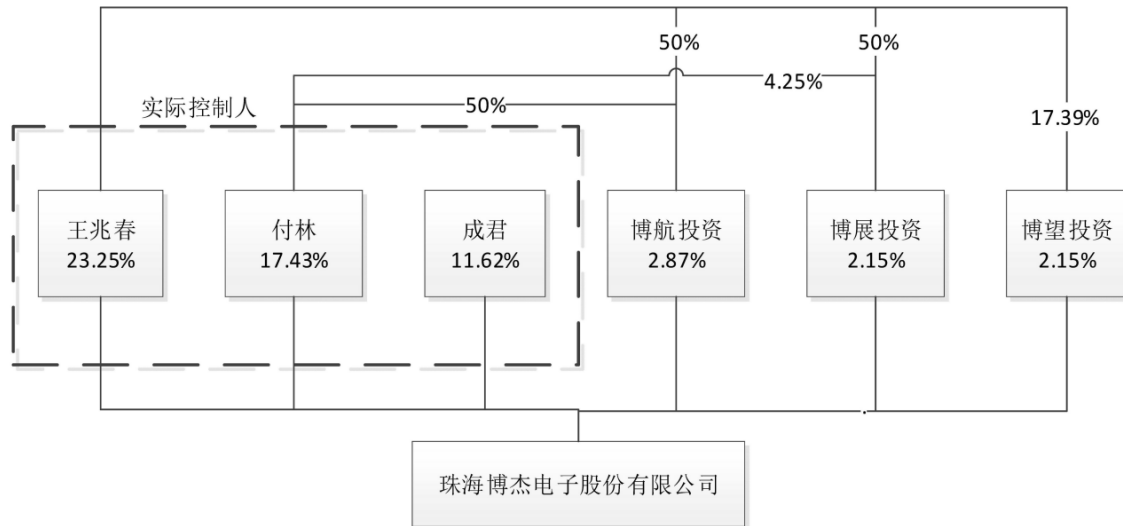 50%
50%
4.25%
50%
实际控制人
17.39%
王兆春
23.25%
付林
17.43%
成君
11.62%
博航投资
2.87%
博展投资
2.15%
博望投资
2.15%
珠海博杰电子股份有限公司